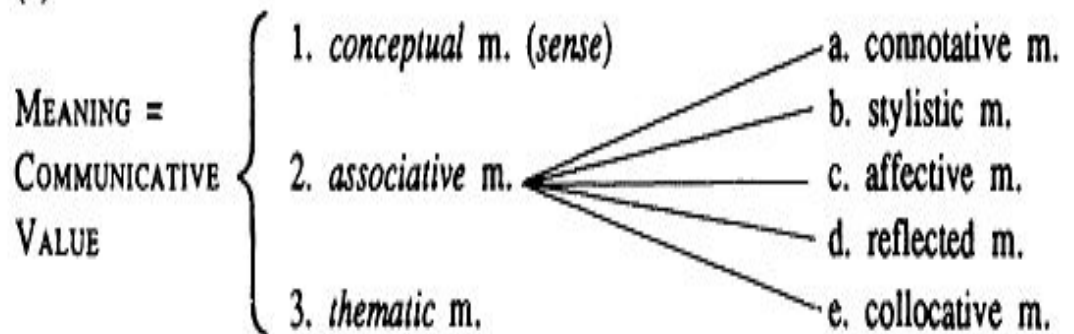 1. conceptual m. (sense)
MEANING =
COMMUNICATIVE
VALUE
2. associative m.
3. thematic m.
a. connotative m.
b. stylistic m.
c. affective m.
d. reflected m.
e. collocative m.